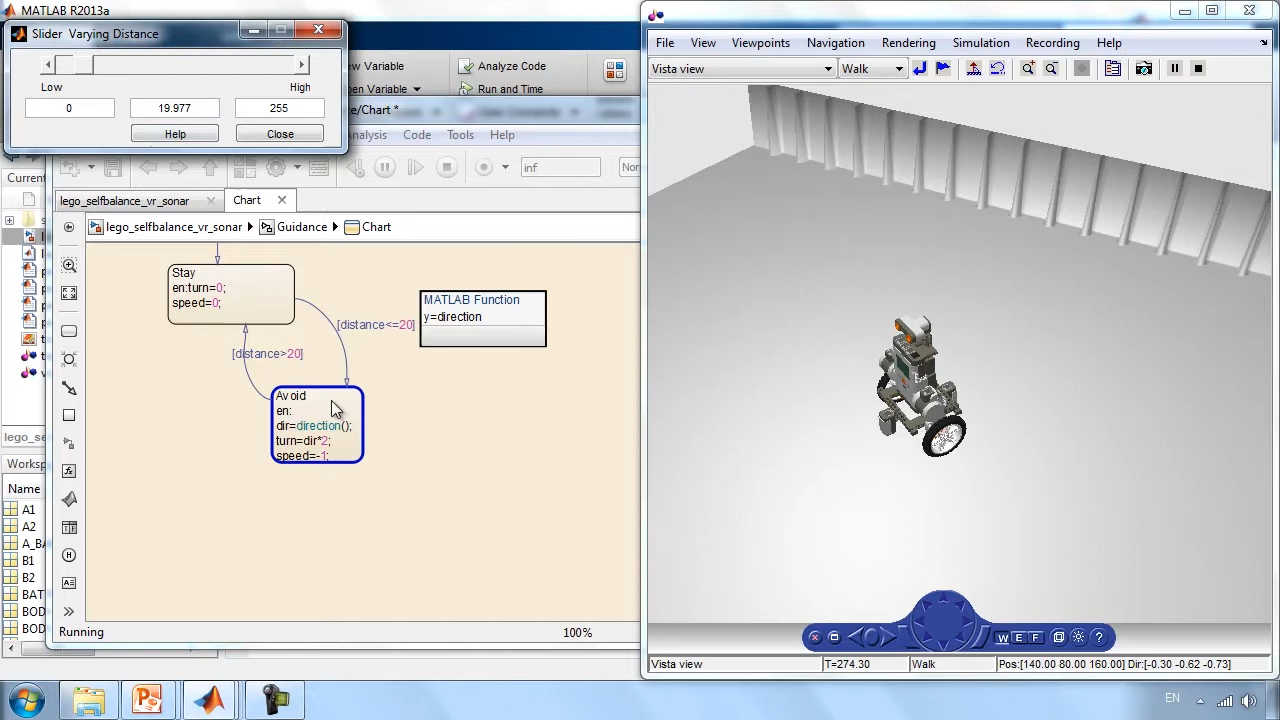 MATLAB R2013a
Slider Varying Distance
Low
High
0
19.977
255
Help
Close
Analyze Code
Run and Time
Analysis
Code
Tools
Help
inf
lego_selfbalance_vr_sonar
Chart
lego_selfbalance_vr_sonar
Guidance
Chart
Stay
en:turn=0;
speed=0;
[distance<=20]
[distance>20]
MATLAB Function
y=direction
Avoid
en:
dir=direction();
turn=dir*2;
speed=-1;
Name
A1
A2
B1
B2
Running
100%
File View Viewpoints Navigation Rendering Simulation Recording Help
Vista view
Walk
W E F
Vista view
T=274.30
Walk
Pos:[140.00 80.00 160.00] Dir:[-0.30 -0.62 -0.73]
EN